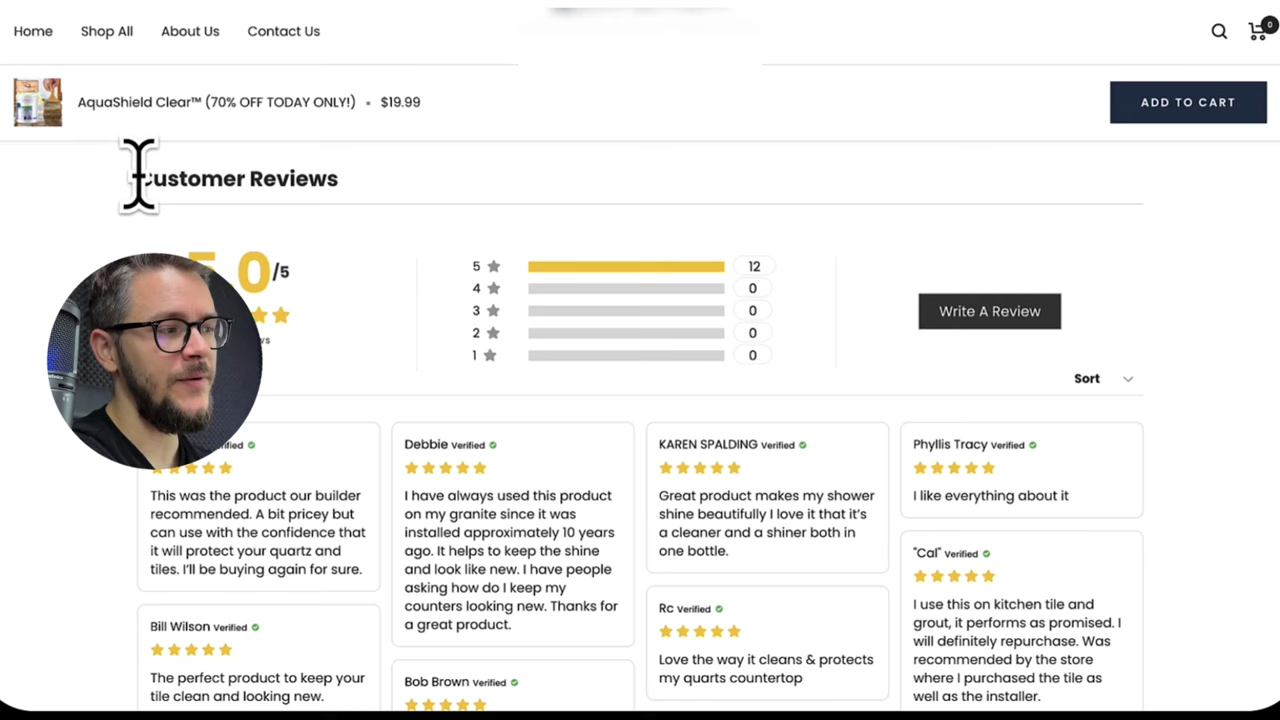 Home Shop All About Us Contact Us
0
AquaShield Clear™ (70% OFF TODAY ONLY!) • $19.99
ADD TO CART
Customer Reviews
/5
5 12
4 0
3 0
2 0
1 0
Write A Review
Sort
This was the product our builder
recommended. A bit pricey but
can use with the confidence that
it will protect your quartz and
tiles. I'll be buying again for sure.
Bill Wilson Verified
The perfect product to keep your
tile clean and looking new.
Debbie Verified
I have always used this product
on my granite since it was
installed approximately 10 years
ago. It helps to keep the shine
and look like new. I have people
asking how do I keep my
counters looking new. Thanks for
a great product.
Bob Brown Verified
KAREN SPALDING Verified
Great product makes my shower
shine beautifully I love it that it's
a cleaner and a shiner both in
one bottle.
Rc Verified
Love the way it cleans & protects
my quarts countertop
Phyllis Tracy Verified
I like everything about it
"Cal" Verified
I use this on kitchen tile and
grout, it performs as promised. I
will definitely repurchase. Was
recommended by the store
where I purchased the tile as
well as the installer.